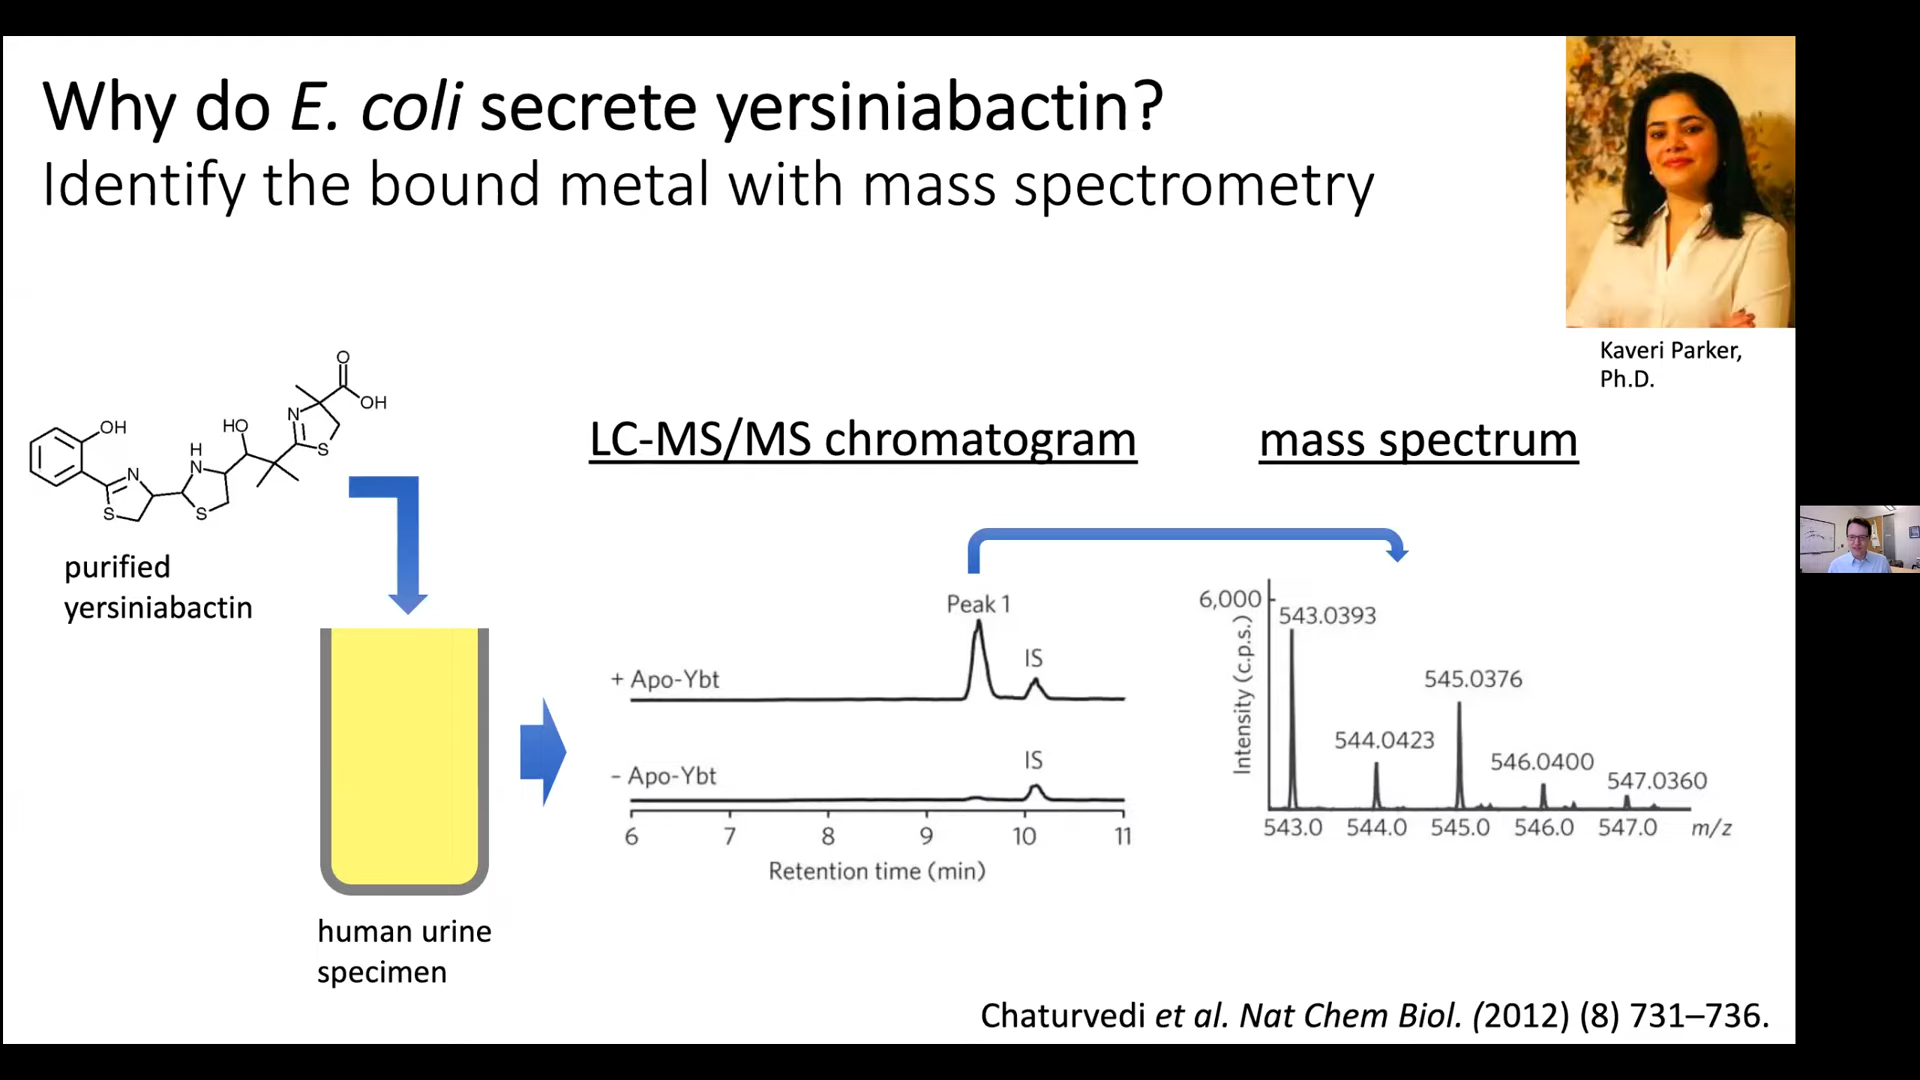 Why do E. coli secrete yersiniabactin?
Identify the bound metal with mass spectrometry
Kaveri Parker,
Ph.D.
O
OH
N
S
HO
H
N
S
OH
N
S
purified
yersiniabactin
human urine
specimen
LC-MS/MS chromatogram
Peak 1
IS
+ Apo-Ybt
IS
– Apo-Ybt
6 7 8 9 10 11
Retention time (min)
mass spectrum
6,000
Intensity (c.p.s.)
543.0393
545.0376
544.0423
546.0400
547.0360
543.0 544.0 545.0 546.0 547.0 m/z
Chaturvedi et al. Nat Chem Biol. (2012) (8) 731–736.